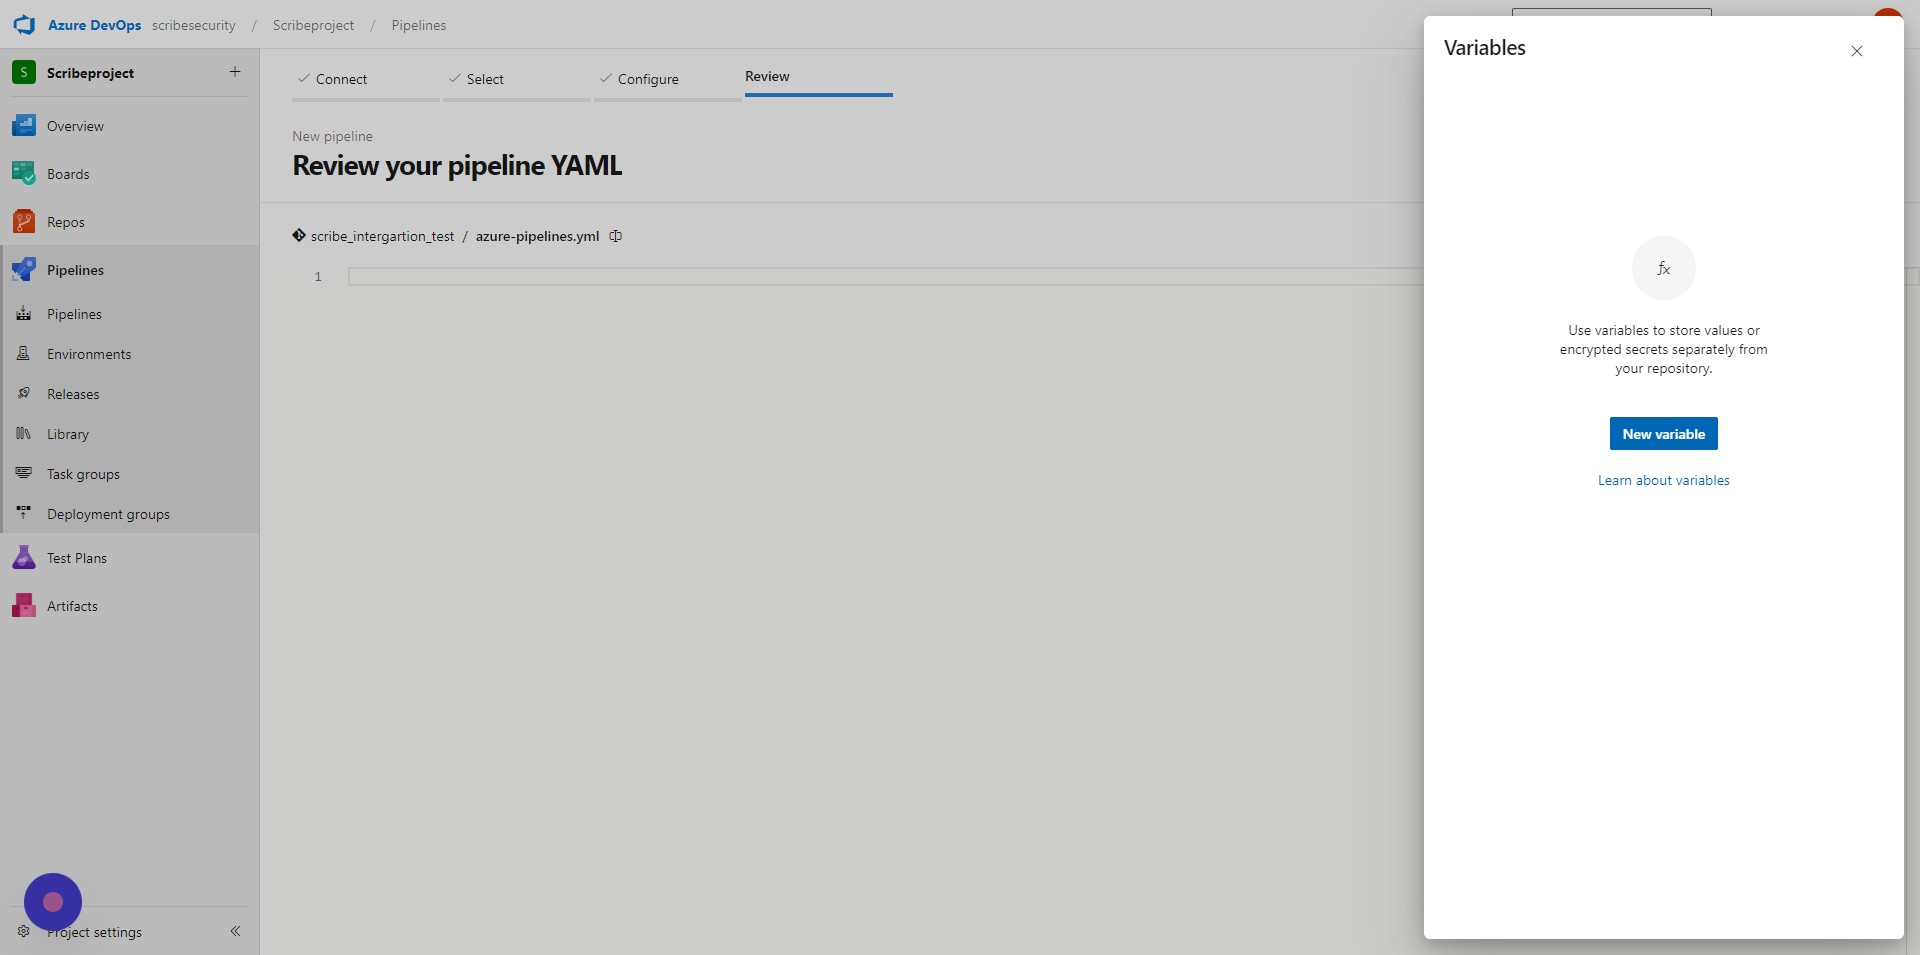 Azure DevOps scribesecurity / Scribeproject / Pipelines
S Scribeproject +
Overview
Boards
Repos
Pipelines
Pipelines
Environments
Releases
Library
Task groups
Deployment groups
Test Plans
Artifacts
Project settings
Connect
Select
Configure
Review
New pipeline
Review your pipeline YAML
scribe_intergartion_test / azure-pipelines.yml
1
Variables
fx
Use variables to store values or
encrypted secrets separately from
your repository.
New variable
Learn about variables